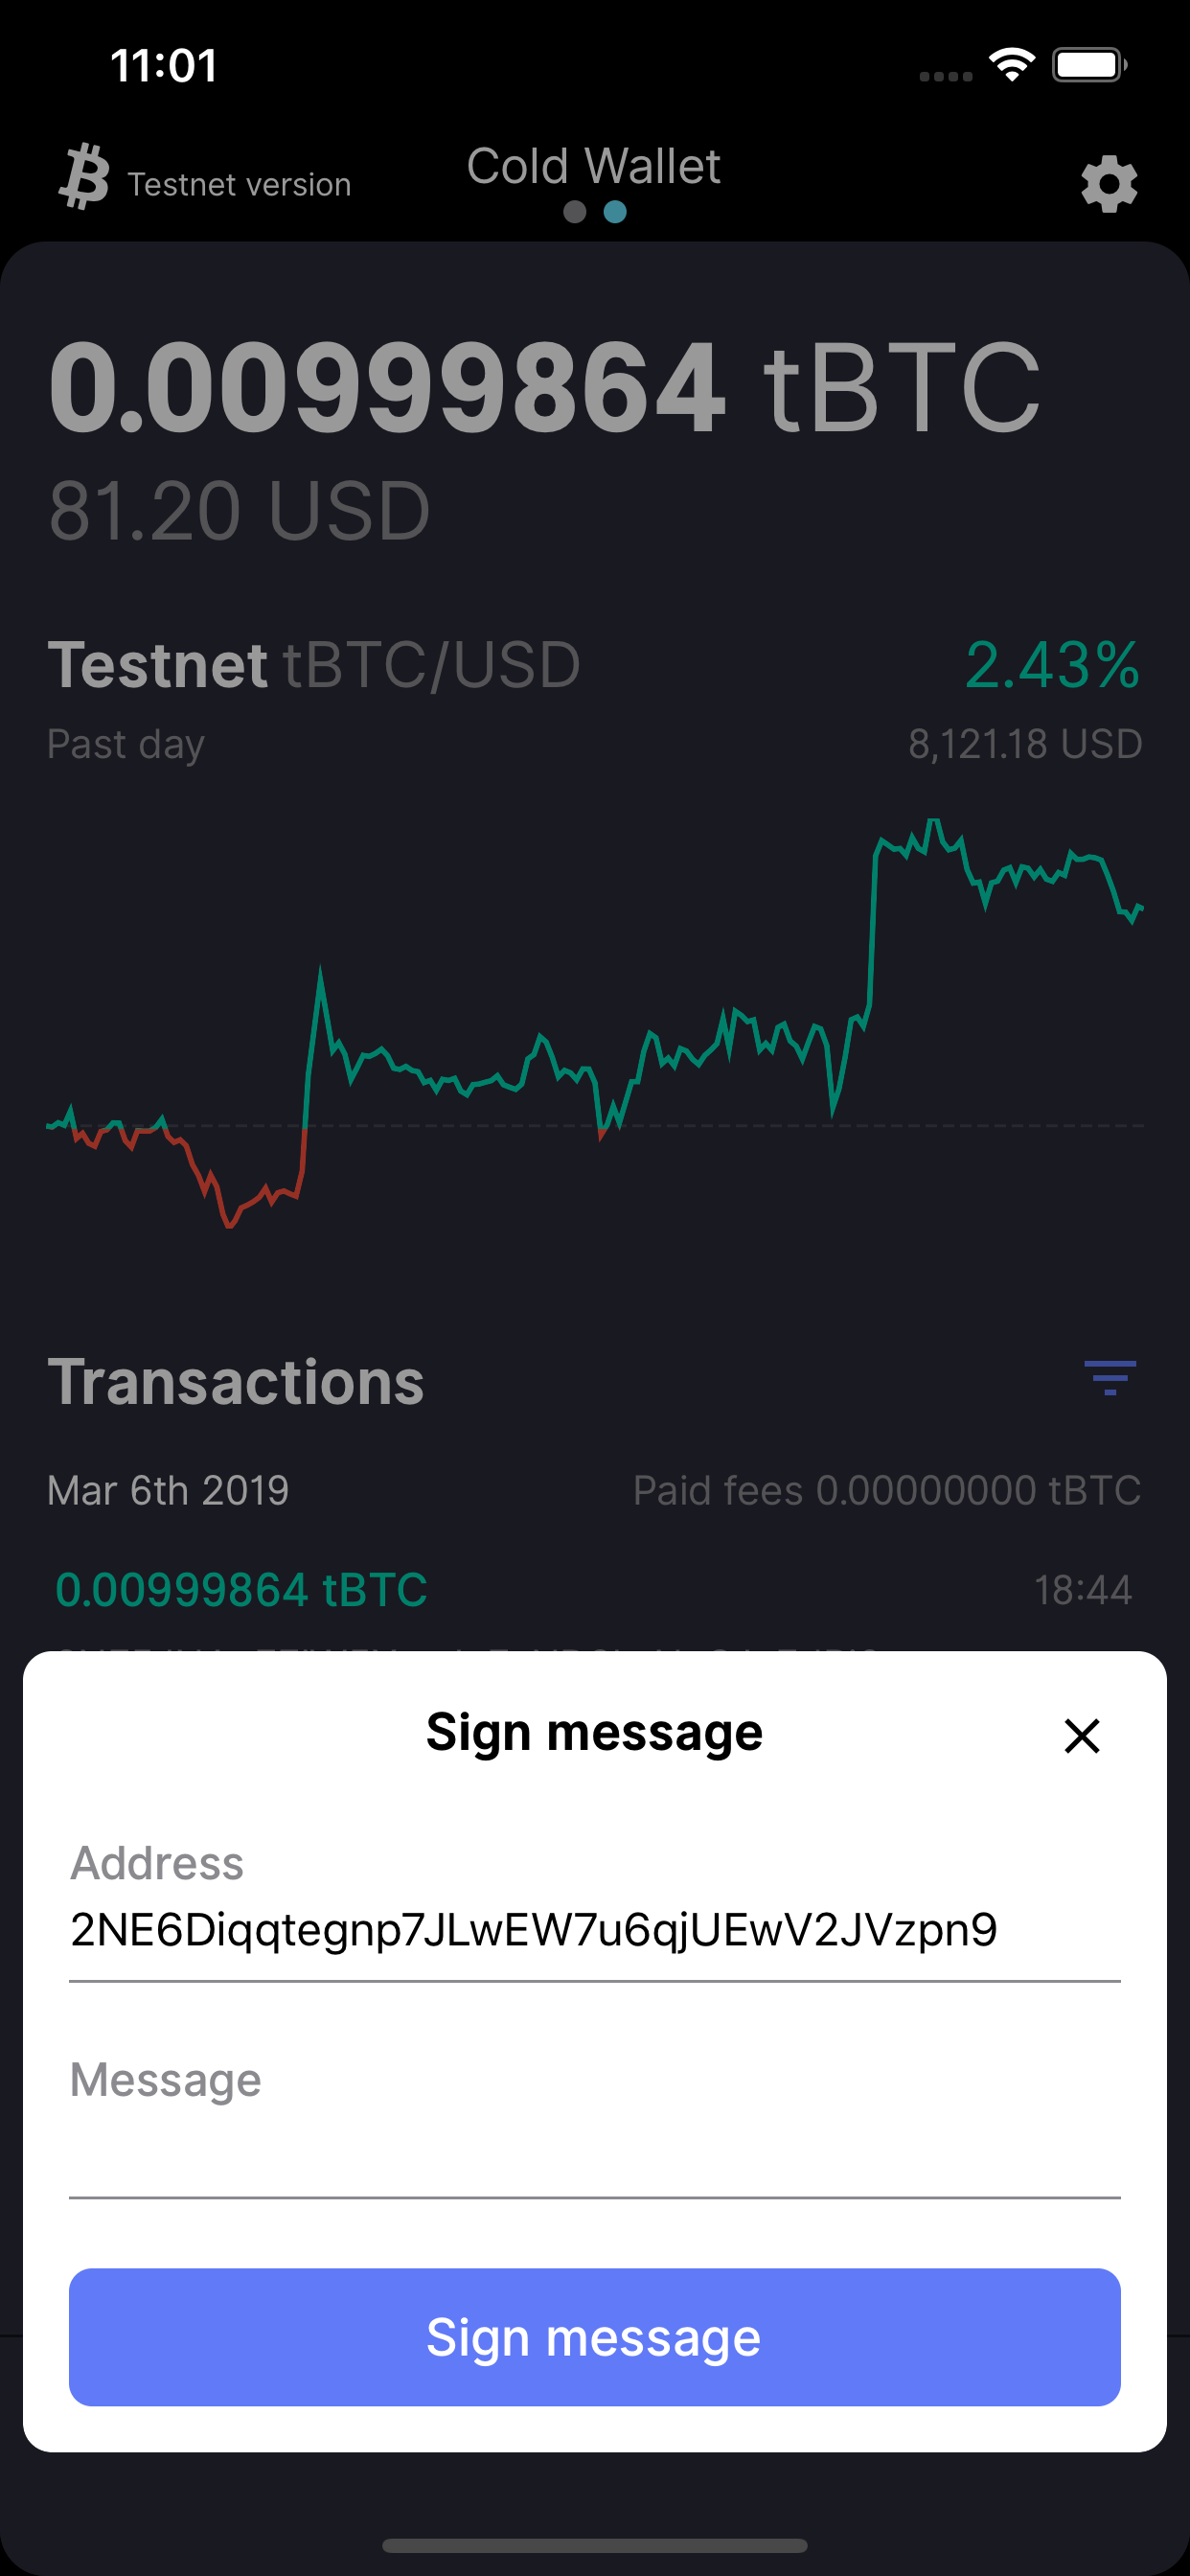 11:01
Testnet version
Cold Wallet
0.00999864 tBTC
81.20 USD
Testnet tBTC/USD 2.43%
Past day 8,121.18 USD
Transactions
Mar 6th 2019 Paid fees 0.00000000 tBTC
0.00999864 tBTC 18:44
Sign message
Address
2NE6Diqqtegnp7JLwEW7u6qjUEwV2JVzpn9
Message
Sign message